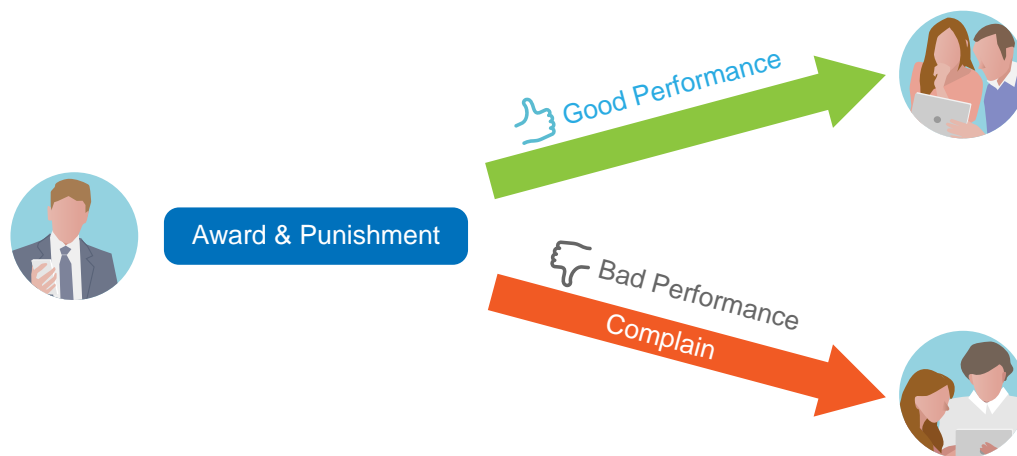 Good Performance
Award & Punishment
Bad Performance
Complain